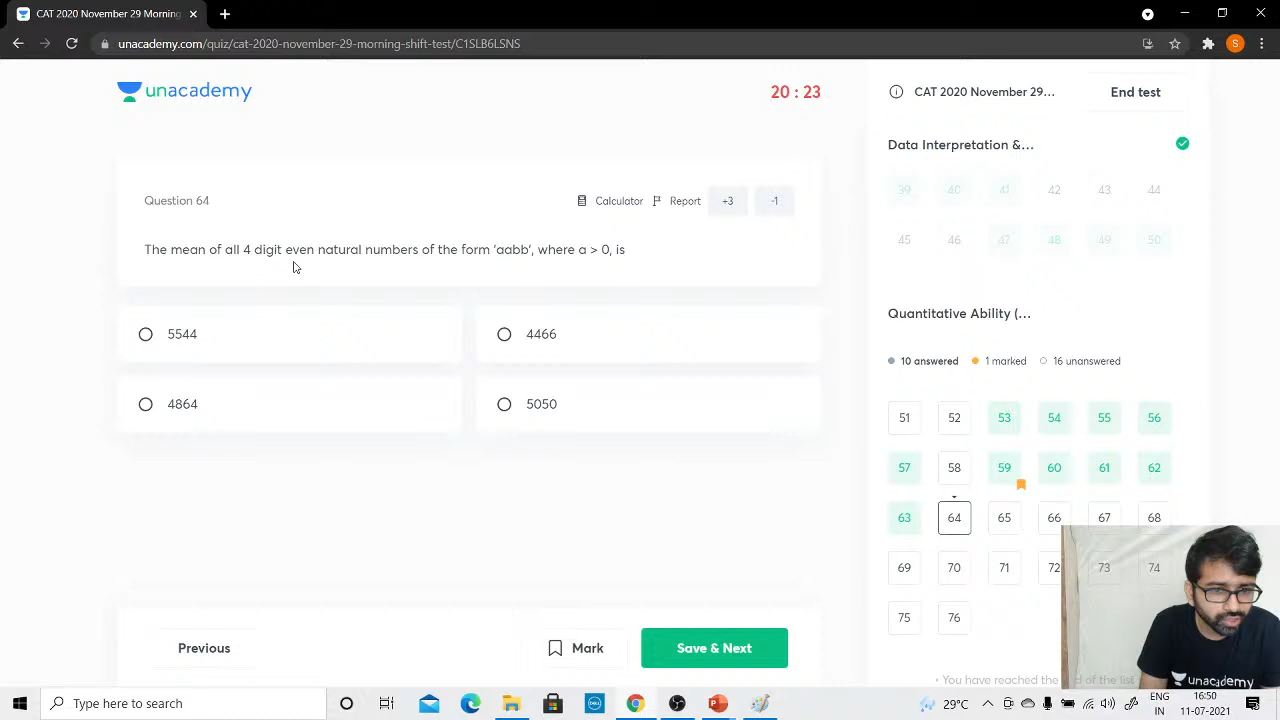 CAT 2020 November 29 Morning
unacademy.com/quiz/cat-2020-november-29-morning-shift-test/C1SLB6LSNS
S
unacademy
20 : 23
CAT 2020 November 29...
End test
Question 64
Calculator
Report
+3
-1
The mean of all 4 digit even natural numbers of the form 'aabb', where a > 0, is
5544
4466
4864
5050
Previous
Mark
Save & Next
Data Interpretation &...
39 40 41 42 43 44
45 46 47 48 49 50
Quantitative Ability (...
10 answered
1 marked
16 unanswered
51 52 53 54 55 56
57 58 59 60 61 62
63 64 65 66 67 68
69 70 71 72 73 74
75 76
• You have reached the end of the list
unacademy
Type here to search
DELL
29°C
ENG
IN
16:50
11-07-2021